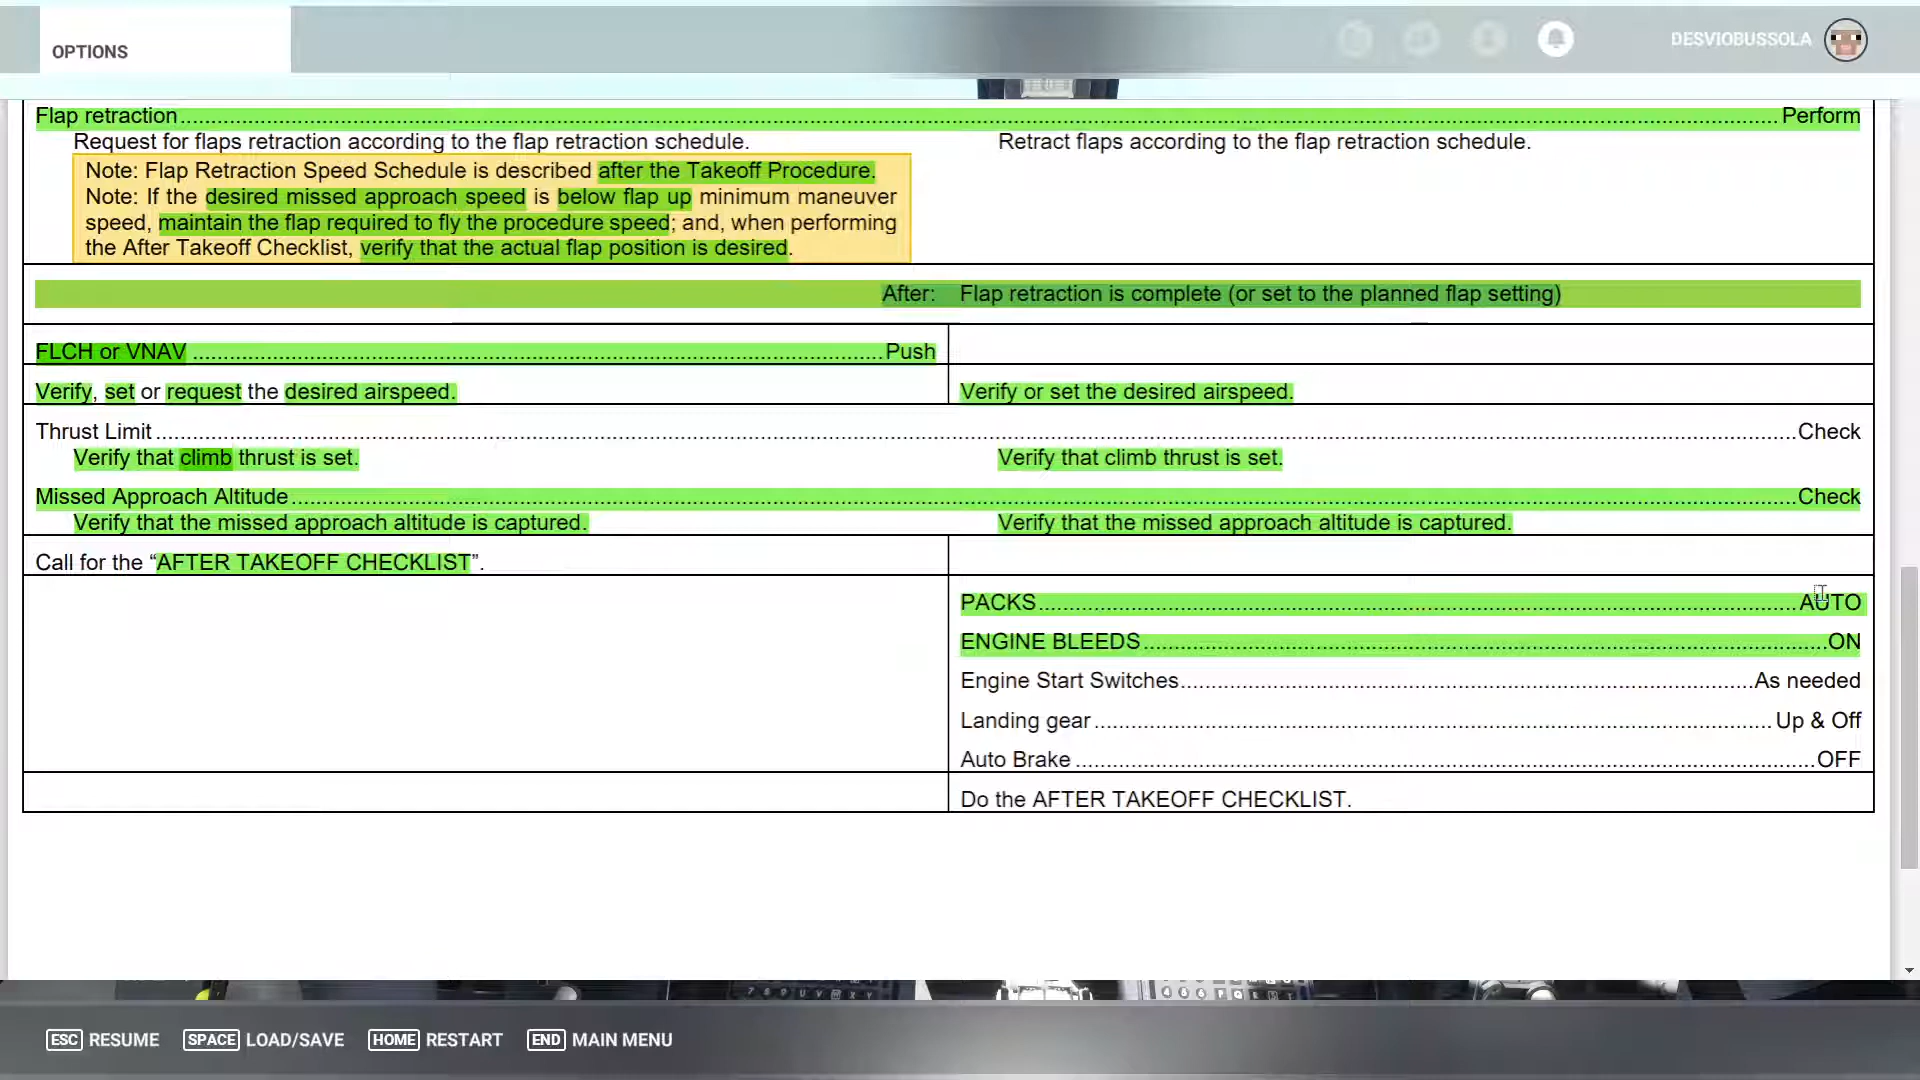 OPTIONS
DESVIOBUSSOLA
Flap retraction........................................Perform
Request for flaps retraction according to the flap retraction schedule.
Retract flaps according to the flap retraction schedule.
Note: Flap Retraction Speed Schedule is described after the Takeoff Procedure.
Note: If the desired missed approach speed is below flap up minimum maneuver
speed, maintain the flap required to fly the procedure speed; and, when performing
the After Takeoff Checklist, verify that the actual flap position is desired.
After: Flap retraction is complete (or set to the planned flap setting)
FLCH or VNAV ........................................Push
Verify, set or request the desired airspeed.
Verify or set the desired airspeed.
Thrust Limit ........................................Check
Verify that climb thrust is set.
Verify that climb thrust is set.
Missed Approach Altitude........................................Check
Verify that the missed approach altitude is captured.
Verify that the missed approach altitude is captured.
Call for the “AFTER TAKEOFF CHECKLIST”.
PACKS........................................AUTO
ENGINE BLEEDS........................................ON
Engine Start Switches........................................As needed
Landing gear ........................................Up & Off
Auto Brake ........................................OFF
Do the AFTER TAKEOFF CHECKLIST.
ESC RESUME SPACE LOAD/SAVE HOME RESTART END MAIN MENU